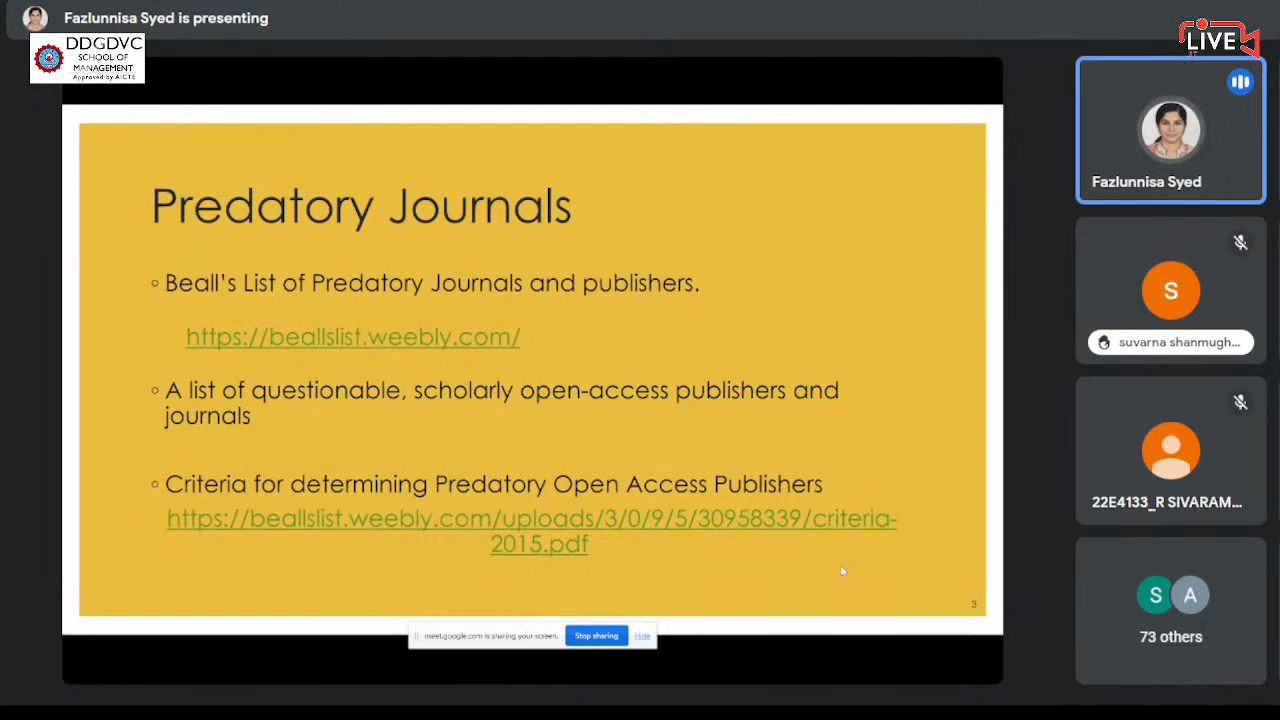 Fazlunnisa Syed is presenting
DDGDVC
SCHOOL OF
MANAGEMENT
Approved by AICTE
LIVE
Predatory Journals
Beall's List of Predatory Journals and publishers.
https://beallslist.weebly.com/
A list of questionable, scholarly open-access publishers and
journals
Criteria for determining Predatory Open Access Publishers
https://beallslist.weebly.com/uploads/3/0/9/5/30958339/criteria-
2015.pdf
3
meet.google.com is sharing your screen.
Stop sharing
Hide
Fazlunnisa Syed
S
suvarna shanmugh...
22E4133_R SIVARAM...
S
A
73 others